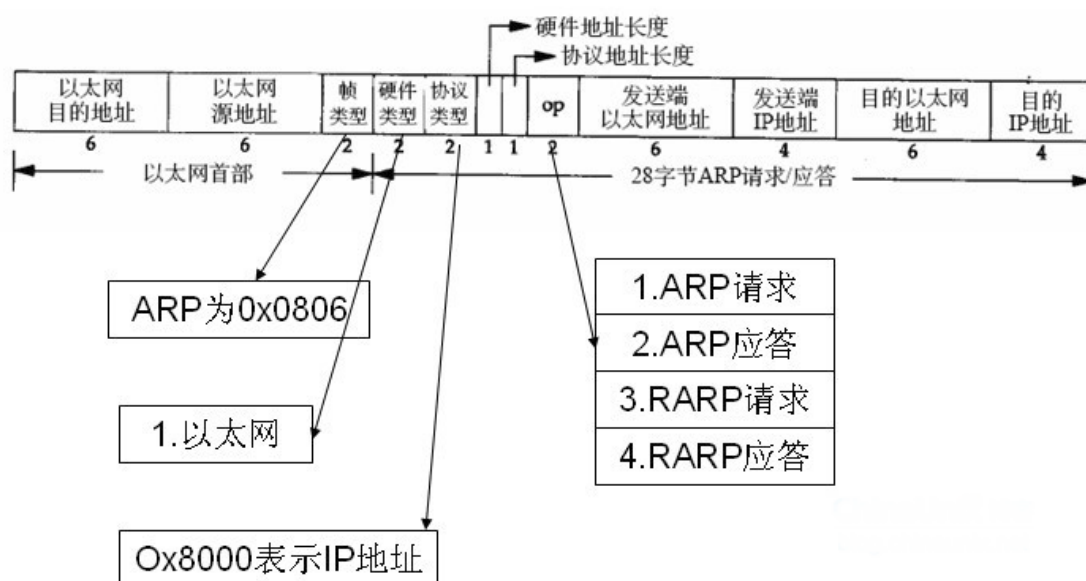 硬件地址长度
协议地址长度
以太网 以太网 帧 硬件 协议 发送端 发送端 目的以太网 目的
目的地址 源地址 类型 类型 类型 op 以太网地址 IP地址 地址 IP地址
6 6 2 2 2 1 1 2 6 4 6 4
以太网首部 28字节ARP请求/应答
ARP为0x0806
1.以太网
Ox8000表示IP地址
1.ARP请求
2.ARP应答
3.RARP请求
4.RARP应答